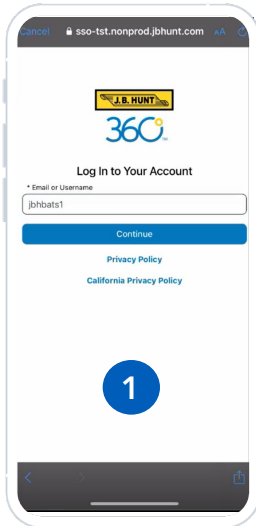 Cancel sso-tst.nonprod.jbhunt.com AA
J.B. HUNT
360
Log In to Your Account
* Email or Username
jbhbats1
Continue
Privacy Policy
California Privacy Policy
1